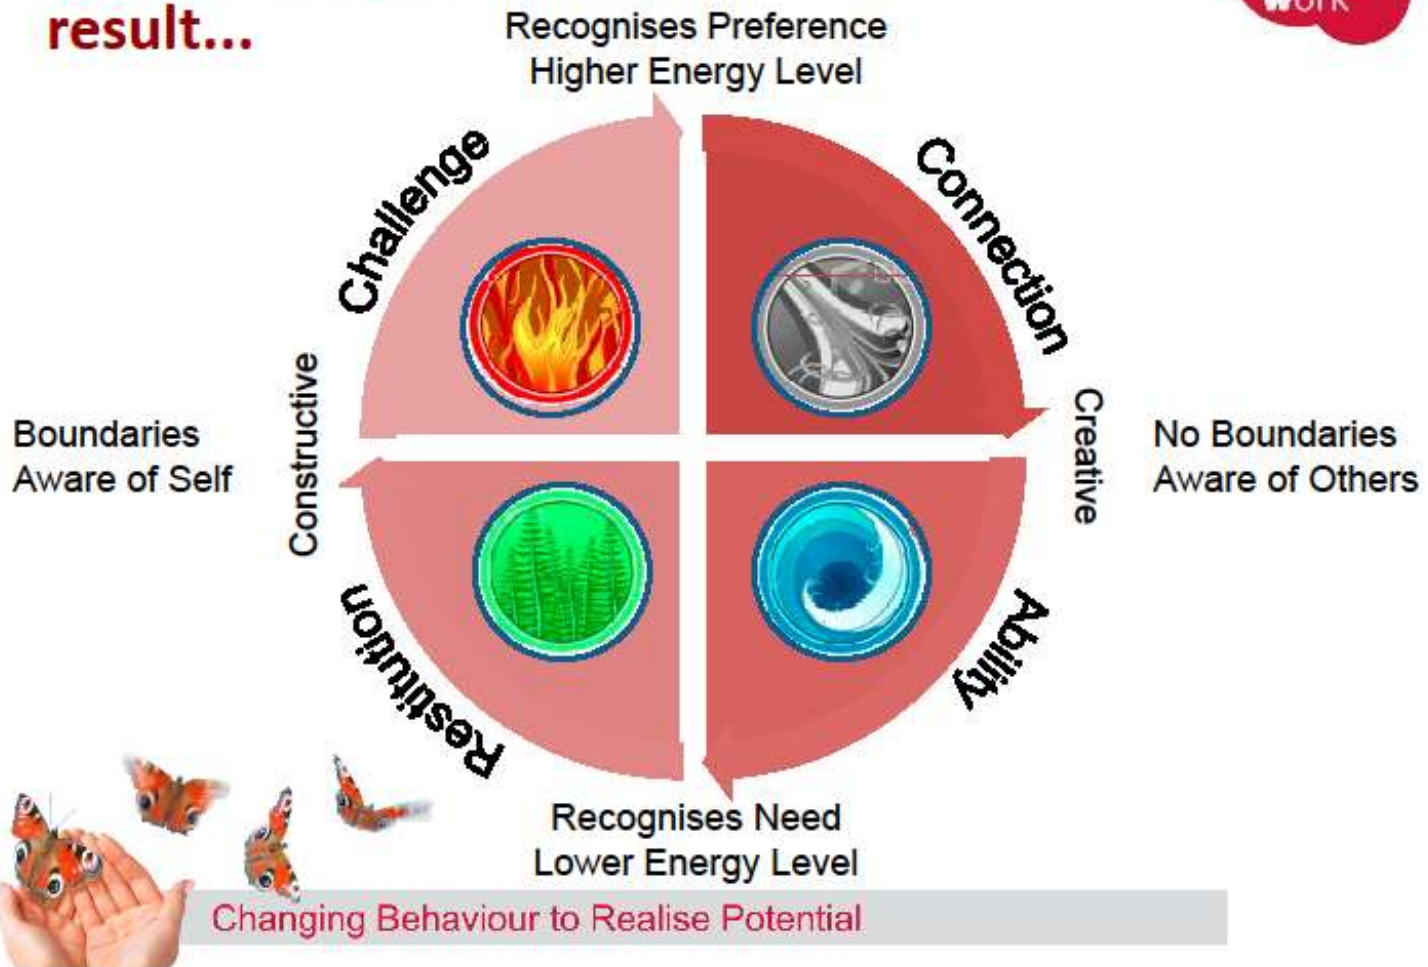 result...
work
Recognises Preference
Higher Energy Level
Challenge
Connection
Constructive
Creative
Boundaries
Aware of Self
No Boundaries
Aware of Others
Restitution
Ability
Recognises Need
Lower Energy Level
Changing Behaviour to Realise Potential